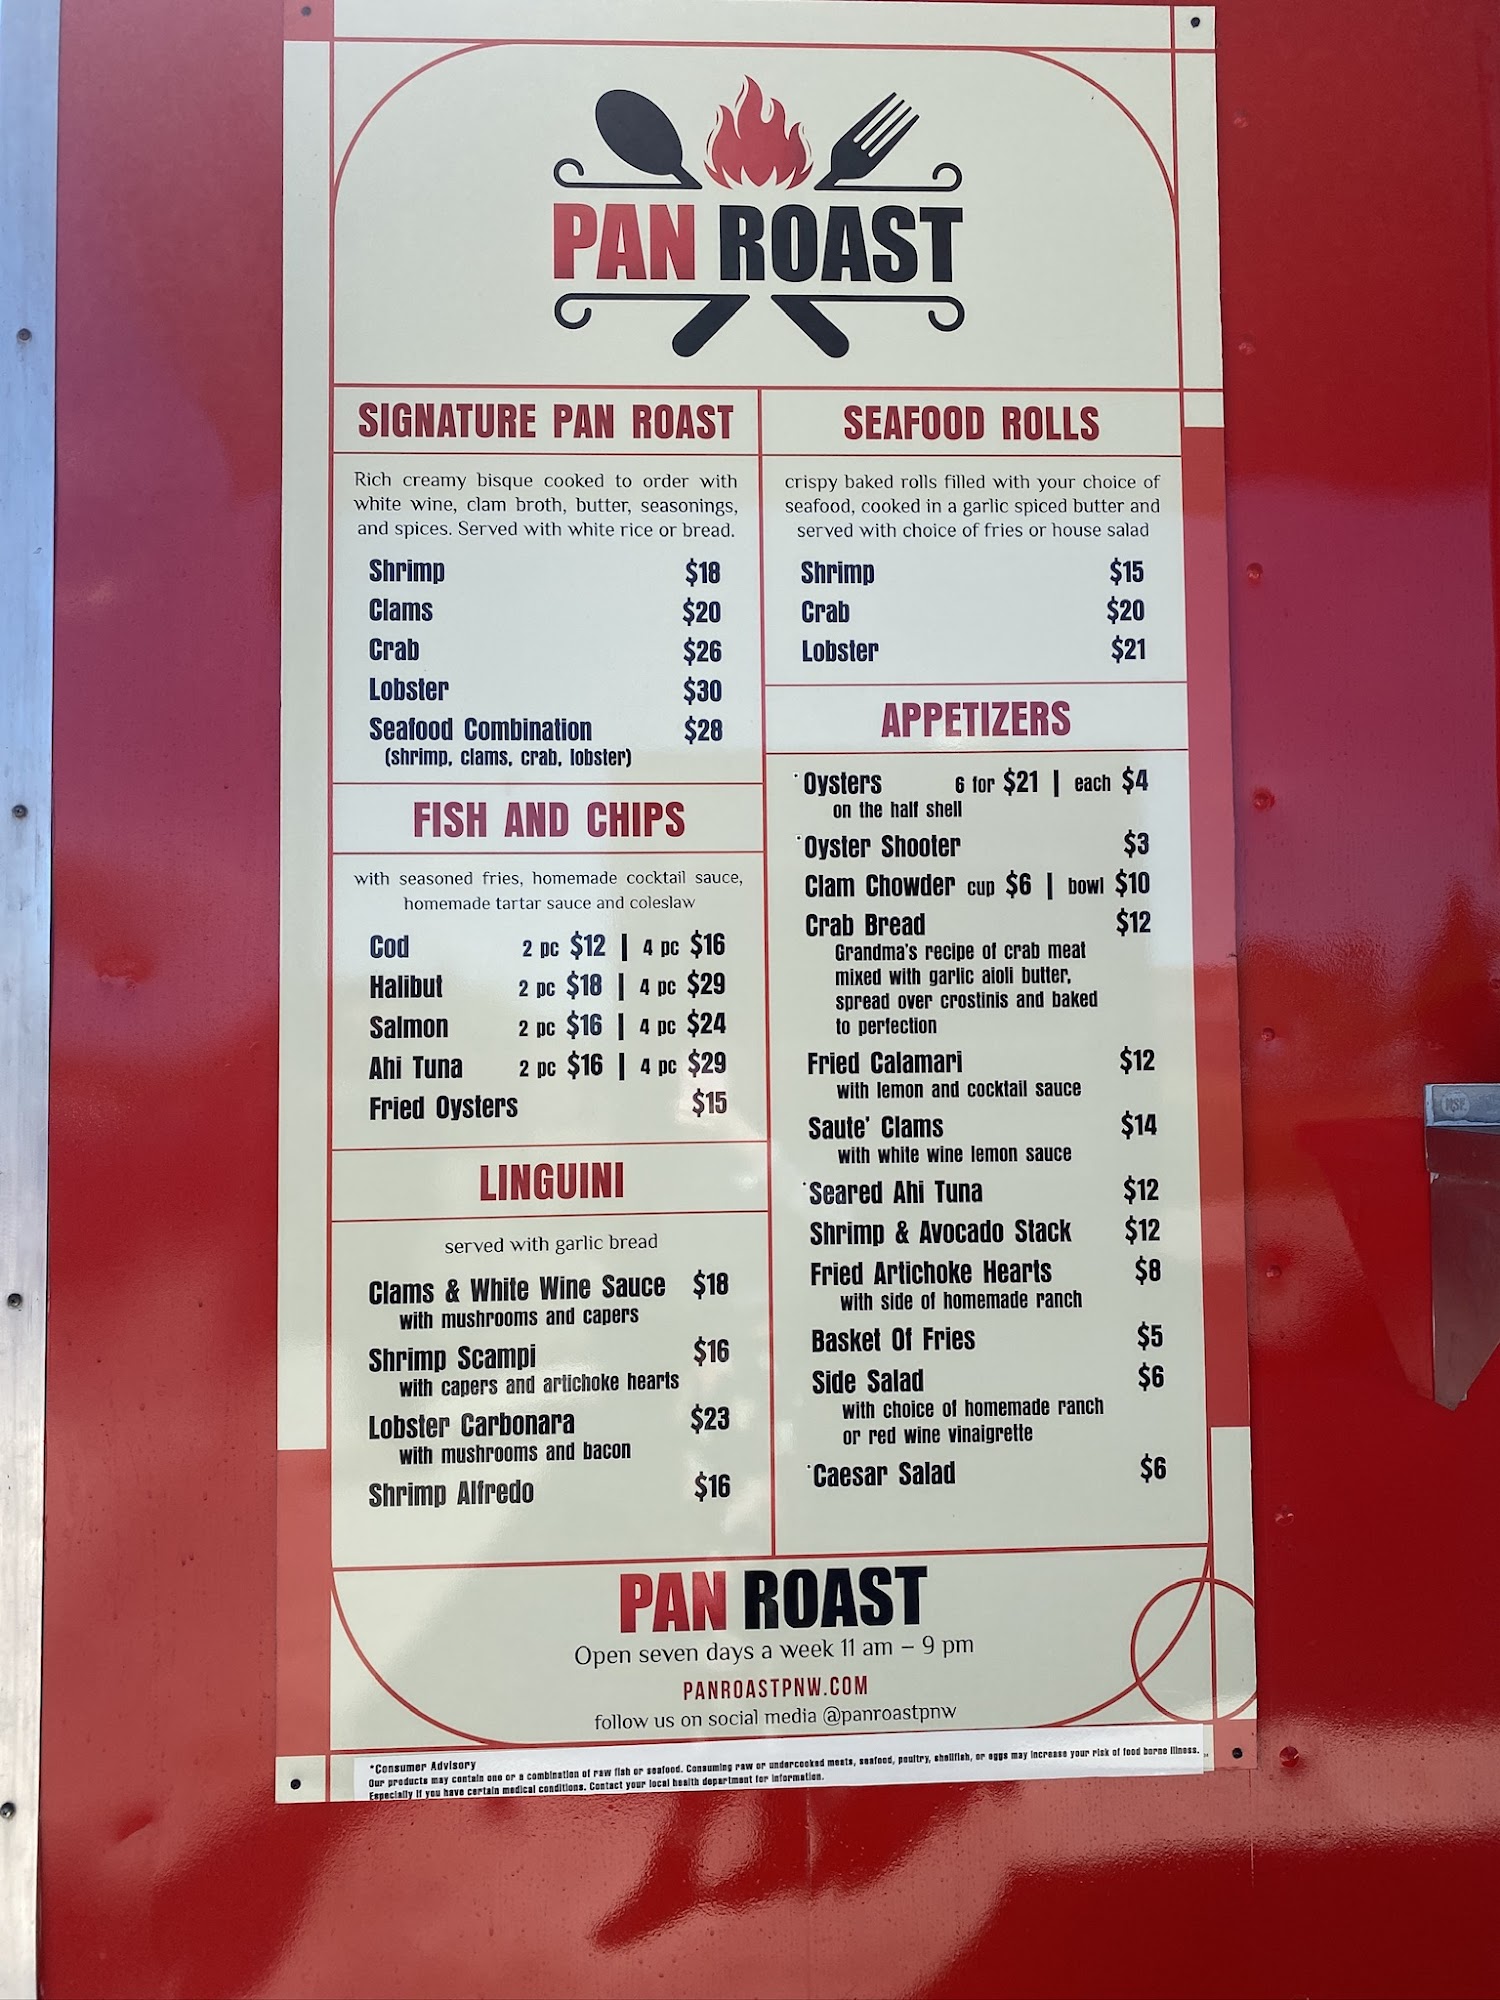 PAN ROAST
SIGNATURE PAN ROAST
Rich creamy bisque cooked to order with
white wine, clam broth, butter, seasonings,
and spices. Served with white rice or bread.
Shrimp $18
Clams $20
Crab $26
Lobster $30
Seafood Combination $28
(shrimp, clams, crab, lobster)
FISH AND CHIPS
with seasoned fries, homemade cocktail sauce,
homemade tartar sauce and coleslaw
Cod 2 pc $12 | 4 pc $16
Halibut 2 pc $18 | 4 pc $29
Salmon 2 pc $16 | 4 pc $24
Ahi Tuna 2 pc $16 | 4 pc $29
Fried Oysters $15
LINGUINI
served with garlic bread
Clams & White Wine Sauce $18
with mushrooms and capers
Shrimp Scampi $16
with capers and artichoke hearts
Lobster Carbonara $23
with mushrooms and bacon
Shrimp Alfredo $16
SEAFOOD ROLLS
crispy baked rolls filled with your choice of
seafood, cooked in a garlic spiced butter and
served with choice of fries or house salad
Shrimp $15
Crab $20
Lobster $21
APPETIZERS
*Oysters 6 for $21 | each $4
on the half shell
*Oyster Shooter $3
Clam Chowder cup $6 | bowl $10
Crab Bread $12
Grandma's recipe of crab meat
mixed with garlic aioli butter,
spread over crostinis and baked
to perfection
Fried Calamari $12
with lemon and cocktail sauce
Saute' Clams $14
with white wine lemon sauce
*Seared Ahi Tuna $12
Shrimp & Avocado Stack $12
Fried Artichoke Hearts $8
with side of homemade ranch
Basket Of Fries $5
Side Salad $6
with choice of homemade ranch
or red wine vinaigrette
*Caesar Salad $6
PAN ROAST
Open seven days a week 11 am – 9 pm
PANROASTPNW.COM
follow us on social media @panroastpnw
*Consumer Advisory
Our products may contain one or a combination of raw fish or seafood. Consuming raw or undercooked meats, seafood, poultry, shellfish, or eggs may increase your risk of food borne illness.
Especially if you have certain medical conditions. Contact your local health department for information.
NSF